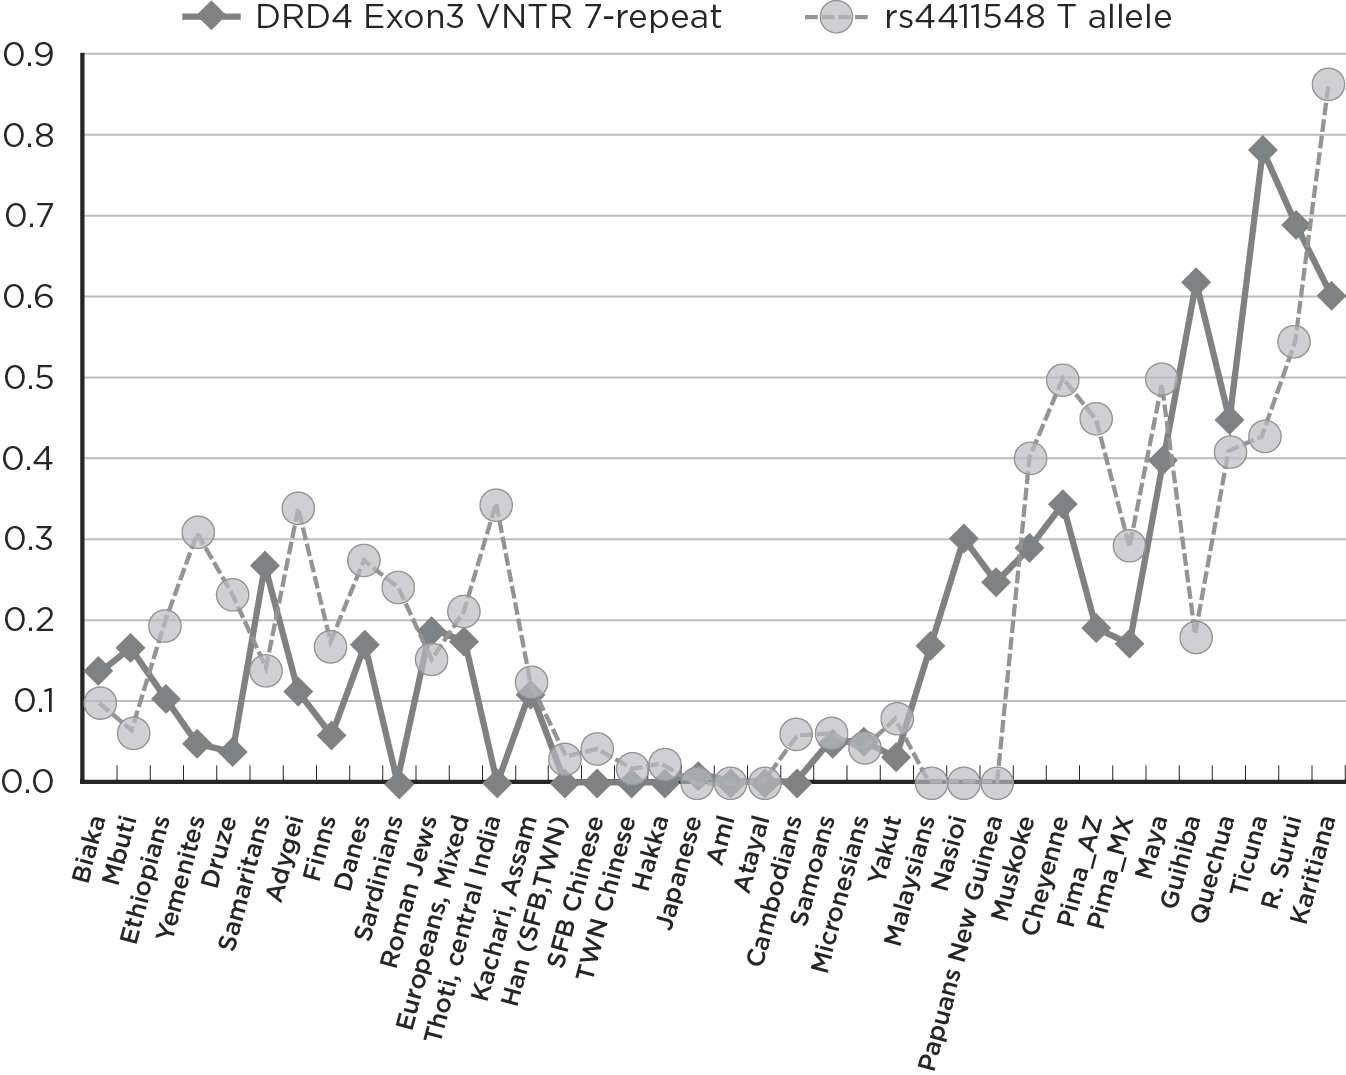 DRD4 Exon3 VNTR 7-repeat
rs4411548 T allele
0.9
0.8
0.7
0.6
0.5
0.4
0.3
0.2
0.1
0.0
Biaka
Mbuti
Ethiopians
Yemenites
Druze
Samaritans
Adygei
Finns
Danes
Sardinians
Roman Jews
Europeans, Mixed
Thoti, central India
Kachari, Assam
Han (SFB,TWN)
SFB Chinese
TWN Chinese
Hakka
Japanese
AmI
Atayal
Cambodians
Samoans
Micronesians
Yakut
Malaysians
Nasioi
Papuans New Guinea
Muskoke
Cheyenne
Pima_AZ
Pima_MX
Maya
Guihiba
Quechua
Ticuna
R. Surui
Karitiana